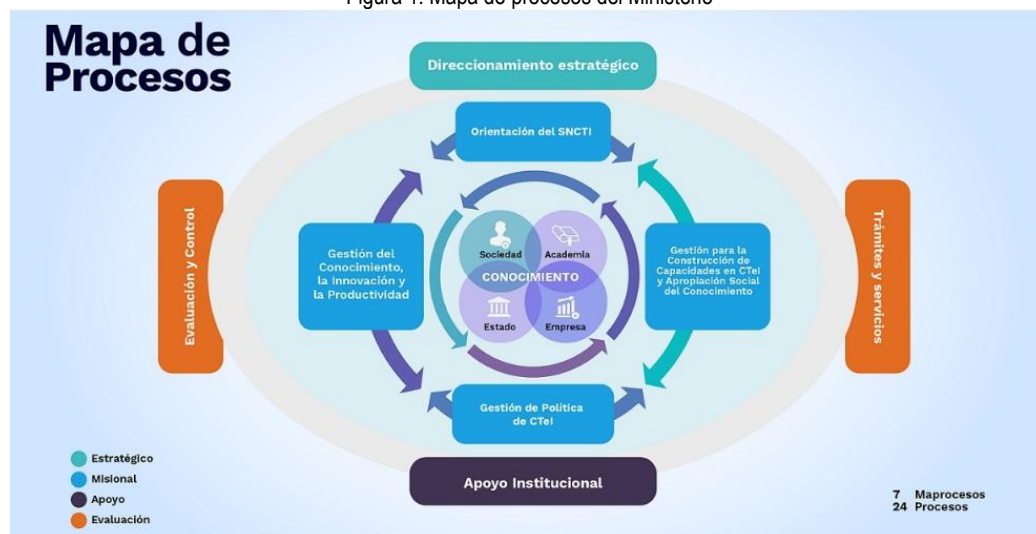 Figura 1. Mapa de procesos del Ministerio
Mapa de
Procesos
Direccionamiento estratégico
Orientación del SNCTI
Evaluación y Control
Gestión del
Conocimiento,
la Innovación y
la Productividad
Sociedad
Academia
CONOCIMIENTO
Estado
Empresa
Gestión para la
Construcción de
Capacidades en CTeI
y Apropiación Social
del Conocimiento
Trámites y servicios
Gestión de Política
de CTeI
Apoyo Institucional
Estratégico
Misional
Apoyo
Evaluación
7 Maprocesos
24 Procesos